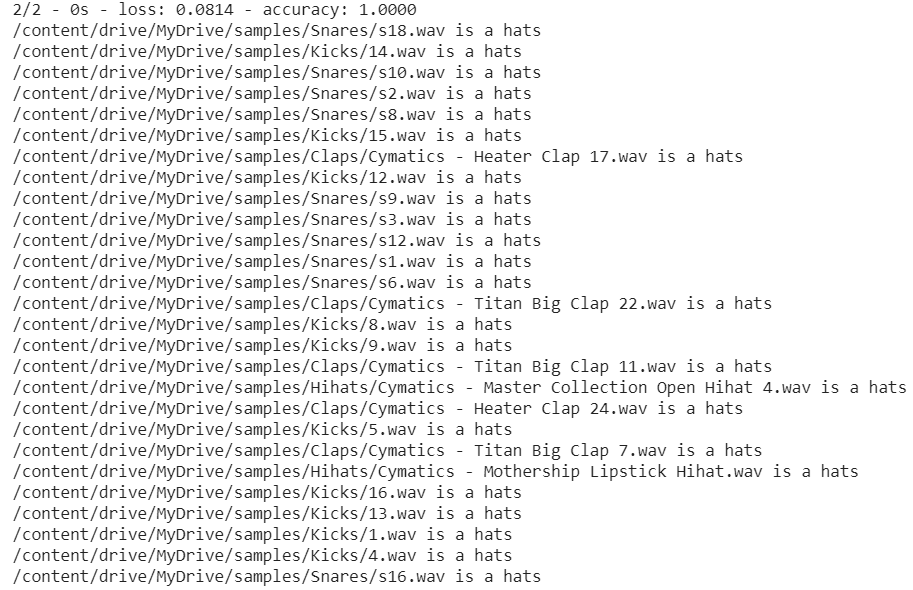 2/2 - 0s - loss: 0.0814 - accuracy: 1.0000
/content/drive/MyDrive/samples/Snares/s18.wav is a hats
/content/drive/MyDrive/samples/Kicks/14.wav is a hats
/content/drive/MyDrive/samples/Snares/s10.wav is a hats
/content/drive/MyDrive/samples/Snares/s2.wav is a hats
/content/drive/MyDrive/samples/Snares/s8.wav is a hats
/content/drive/MyDrive/samples/Kicks/15.wav is a hats
/content/drive/MyDrive/samples/Claps/Cymatics - Heater Clap 17.wav is a hats
/content/drive/MyDrive/samples/Kicks/12.wav is a hats
/content/drive/MyDrive/samples/Snares/s9.wav is a hats
/content/drive/MyDrive/samples/Snares/s3.wav is a hats
/content/drive/MyDrive/samples/Snares/s12.wav is a hats
/content/drive/MyDrive/samples/Snares/s1.wav is a hats
/content/drive/MyDrive/samples/Snares/s6.wav is a hats
/content/drive/MyDrive/samples/Claps/Cymatics - Titan Big Clap 22.wav is a hats
/content/drive/MyDrive/samples/Kicks/8.wav is a hats
/content/drive/MyDrive/samples/Kicks/9.wav is a hats
/content/drive/MyDrive/samples/Claps/Cymatics - Titan Big Clap 11.wav is a hats
/content/drive/MyDrive/samples/Hihats/Cymatics - Master Collection Open Hihat 4.wav is a hats
/content/drive/MyDrive/samples/Claps/Cymatics - Heater Clap 24.wav is a hats
/content/drive/MyDrive/samples/Kicks/5.wav is a hats
/content/drive/MyDrive/samples/Claps/Cymatics - Titan Big Clap 7.wav is a hats
/content/drive/MyDrive/samples/Hihats/Cymatics - Mothership Lipstick Hihat.wav is a hats
/content/drive/MyDrive/samples/Kicks/16.wav is a hats
/content/drive/MyDrive/samples/Kicks/13.wav is a hats
/content/drive/MyDrive/samples/Kicks/1.wav is a hats
/content/drive/MyDrive/samples/Kicks/4.wav is a hats
/content/drive/MyDrive/samples/Snares/s16.wav is a hats